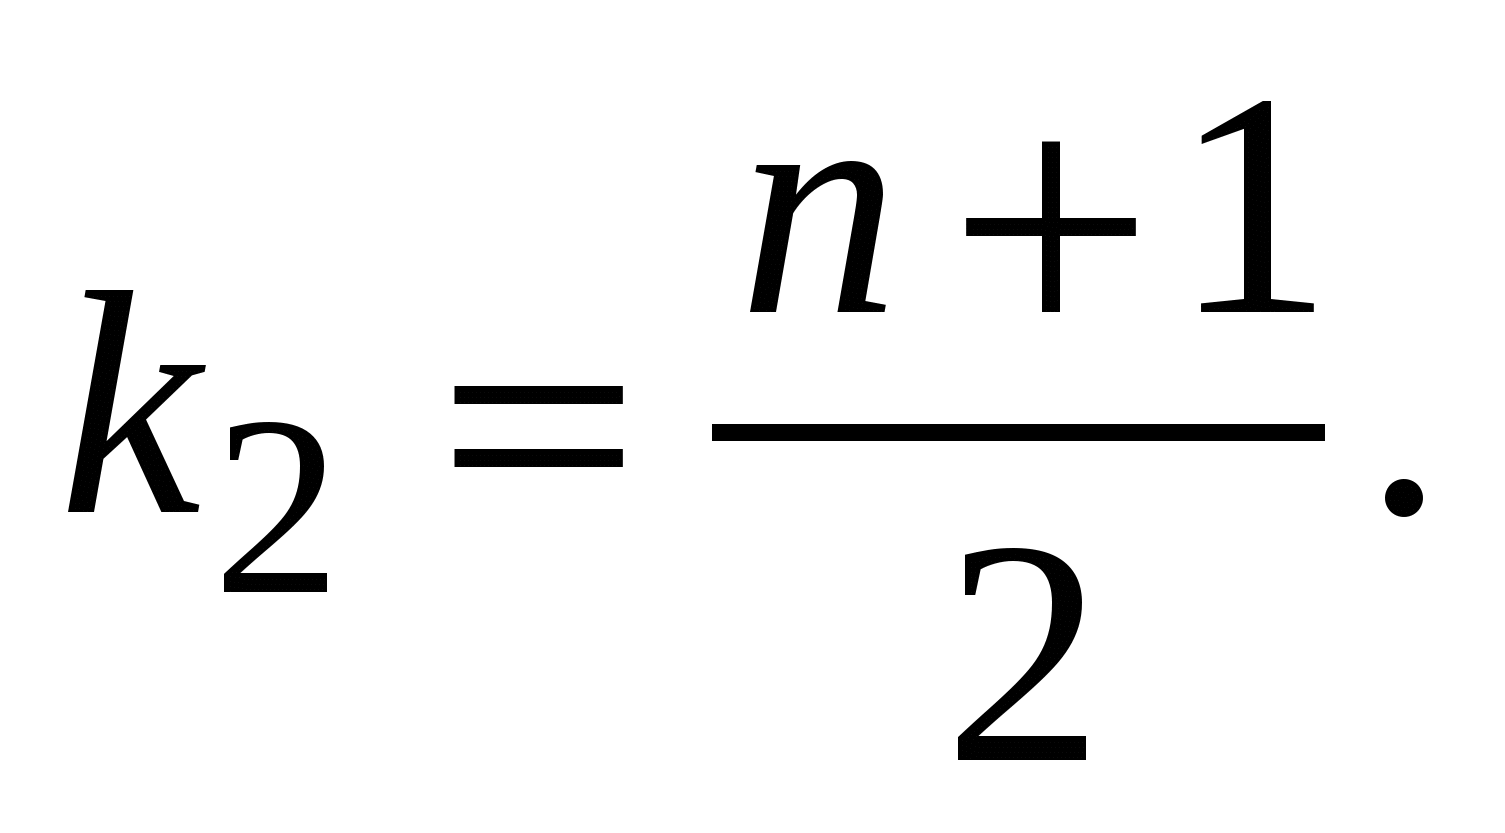 k₂ = (n+1)/2 .